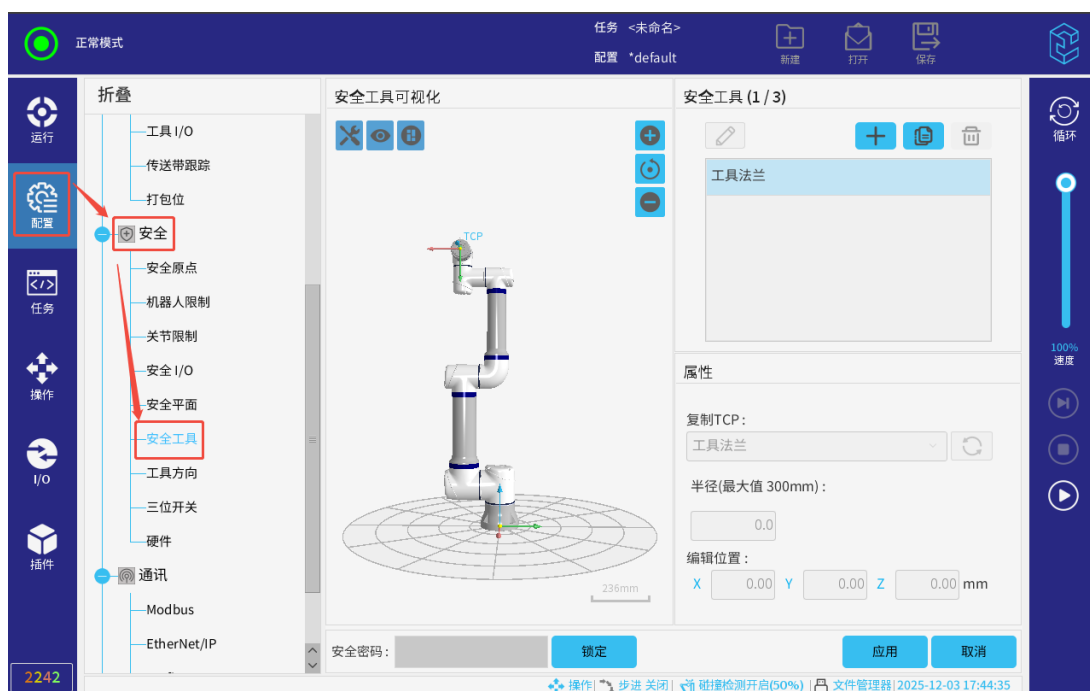 正常模式
任务 <未命名>
配置 *default
新建
打开
保存
运行
配置
任务
操作
I/O
插件
2242
折叠
工具 I/O
传送带跟踪
打包位
安全
安全原点
机器人限制
关节限制
安全 I/O
安全平面
安全工具
工具方向
三位开关
硬件
通讯
Modbus
EtherNet/IP
安全工具可视化
TCP
236mm
安全工具 (1 / 3)
工具法兰
属性
复制TCP :
工具法兰
半径(最大值 300mm) :
0.0
编辑位置 :
X 0.00 Y 0.00 Z 0.00 mm
安全密码 :
锁定
应用
取消
循环
100%
速度
操作| 步进 关闭| 碰撞检测开启(50%) | 文件管理器| 2025-12-03 17:44:35